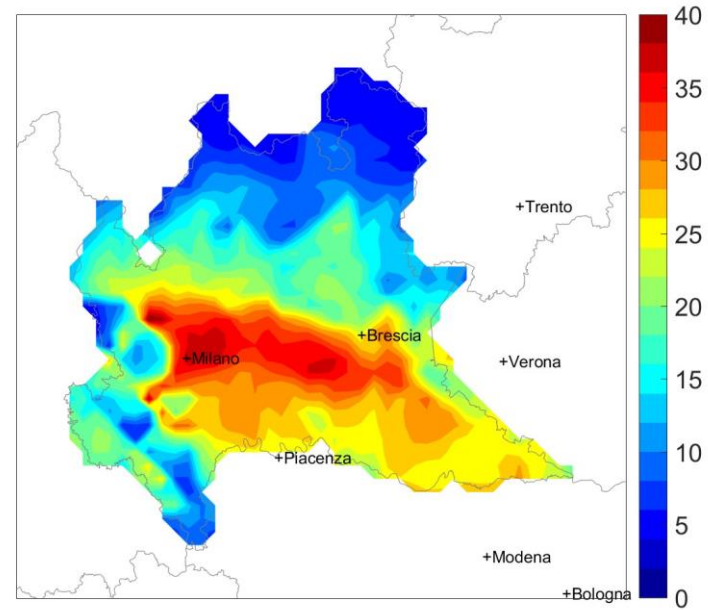 40
35
30
+Trento
25
20
+Brescia
+Milano
+Verona
15
10
+Piacenza
5
+Modena
0
+Bologna